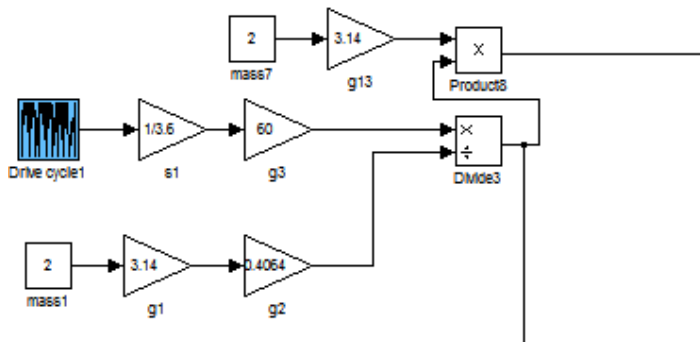 2
mass7
3.14
g13
×
Product8
Drive cycle1
1/3.6
s1
60
g3
×
÷
Divide3
2
mass1
3.14
g1
0.4064
g2